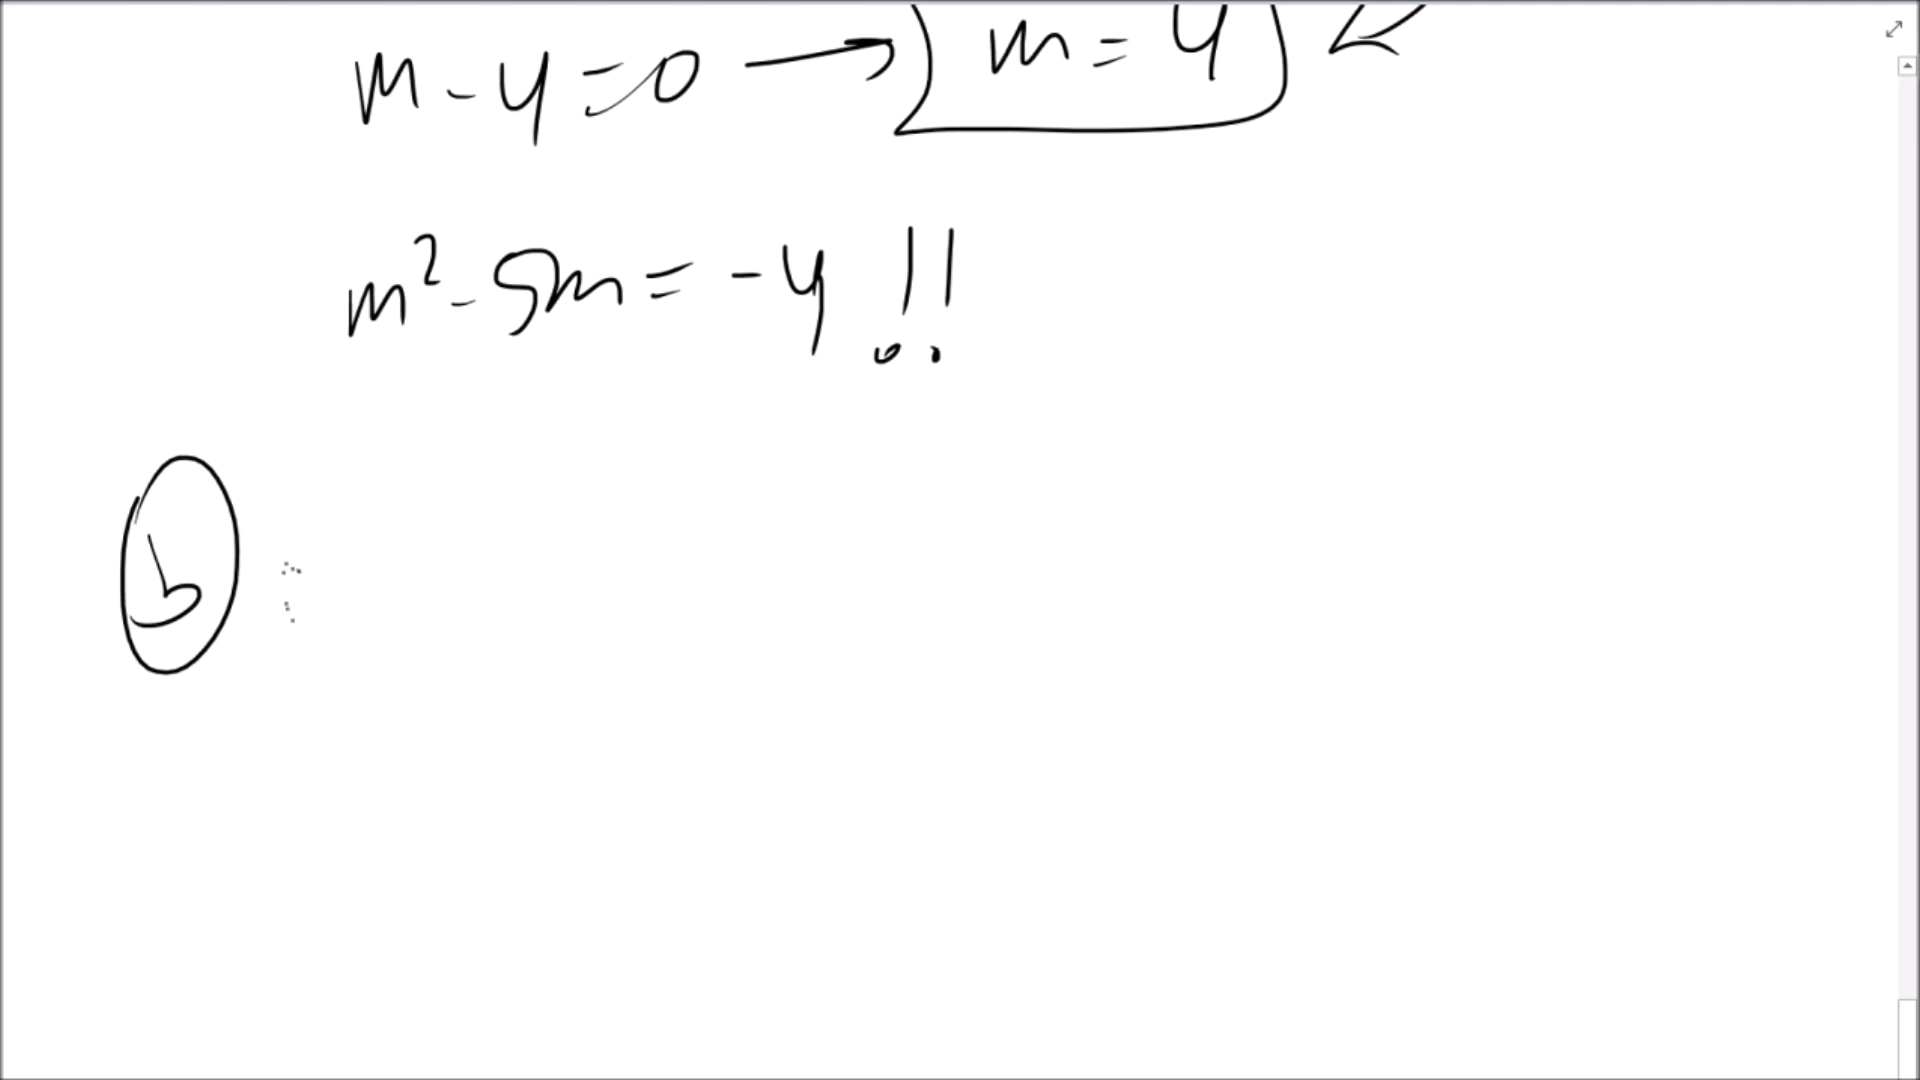 m - 4 = 0 → m = 4
m² - 5m = -4 !!
b